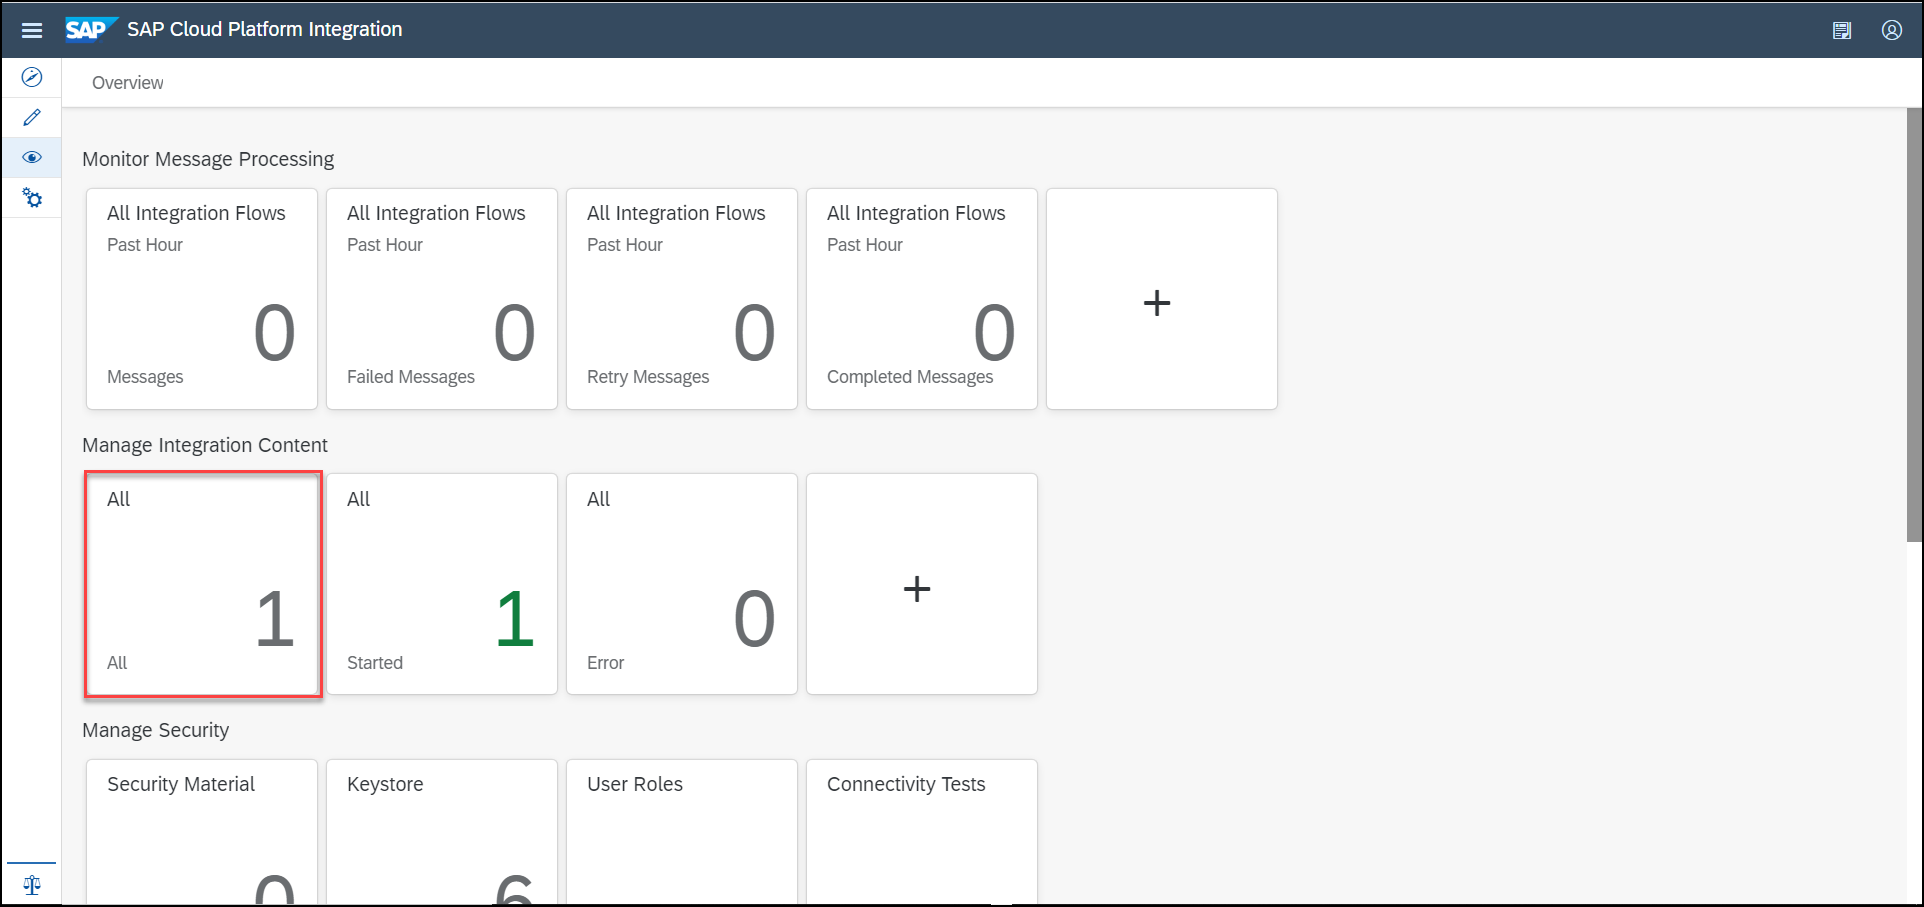 SAP SAP Cloud Platform Integration
Overview
Monitor Message Processing
All Integration Flows
Past Hour
0
Messages
All Integration Flows
Past Hour
0
Failed Messages
All Integration Flows
Past Hour
0
Retry Messages
All Integration Flows
Past Hour
0
Completed Messages
+
Manage Integration Content
All
1
All
All
1
Started
All
0
Error
+
Manage Security
Security Material
0
Keystore
6
User Roles
Connectivity Tests